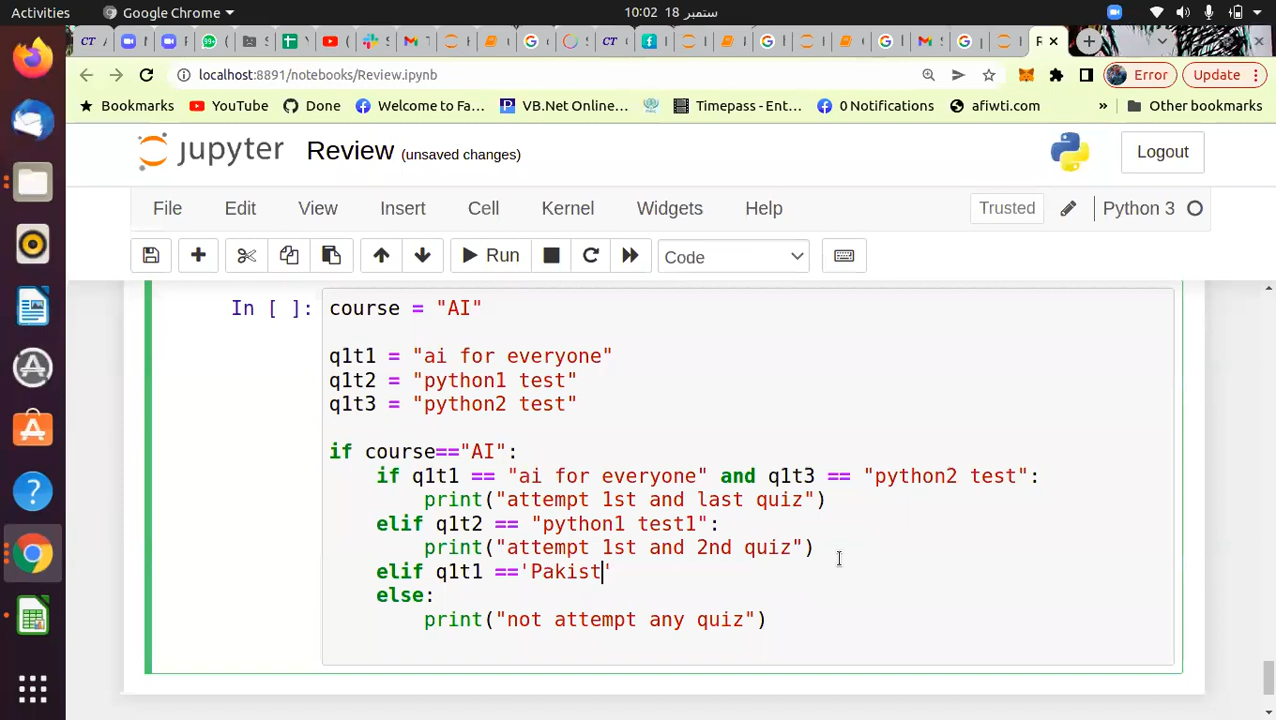 Activities Google Chrome 10:02 18 ستمبر
CT 99+ CT
localhost:8891/notebooks/Review.ipynb Error Update
Bookmarks YouTube Done Welcome to Fa... VB.Net Online... Timepass - Ent... 0 Notifications afiwti.com » Other bookmarks
jupyter Review (unsaved changes) Logout
File Edit View Insert Cell Kernel Widgets Help Trusted Python 3
Run Code
In [ ]: course = "AI"
q1t1 = "ai for everyone"
q1t2 = "python1 test"
q1t3 = "python2 test"
if course=="AI":
if q1t1 == "ai for everyone" and q1t3 == "python2 test":
print("attempt 1st and last quiz")
elif q1t2 == "python1 test1":
print("attempt 1st and 2nd quiz")
elif q1t1 =='Pakist'
else:
print("not attempt any quiz")